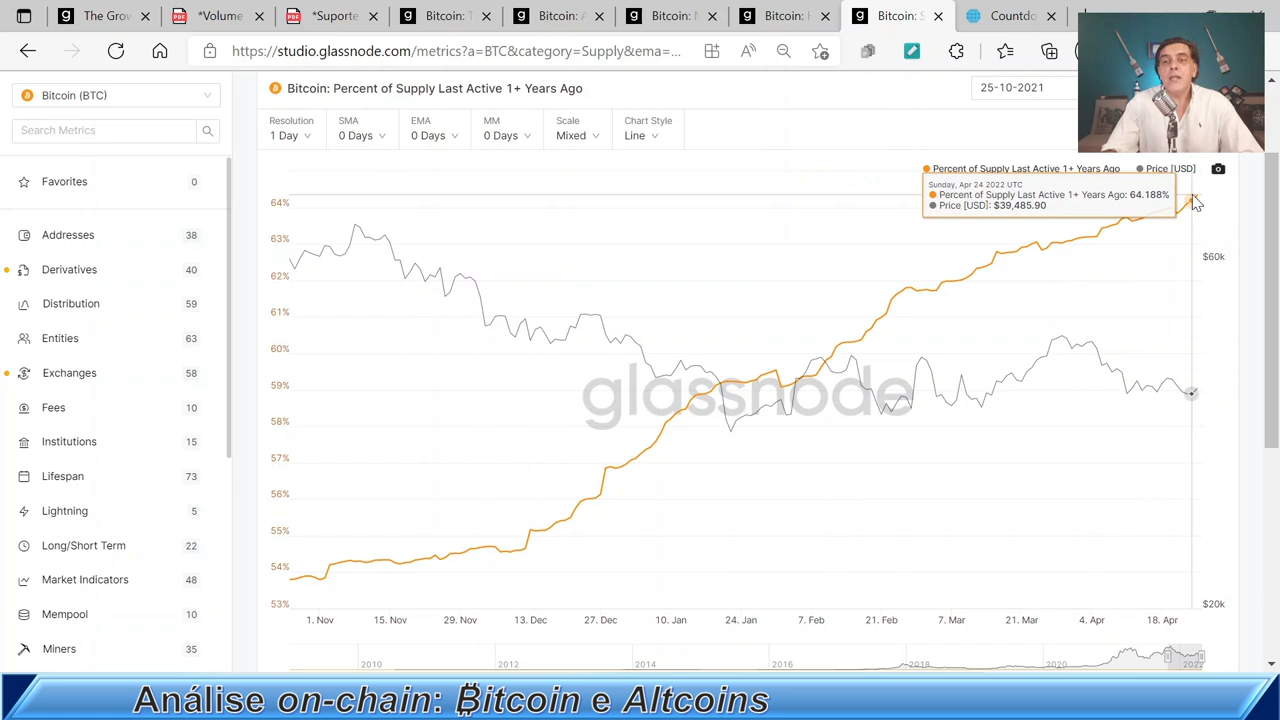 The Grow
*Volume
*Suporte
Bitcoin: T
Bitcoin: A
Bitcoin: N
Bitcoin: H
Bitcoin: S
Countdo
https://studio.glassnode.com/metrics?a=BTC&category=Supply&ema=...
Bitcoin (BTC)
Search Metrics
Favorites 0
Addresses 38
Derivatives 40
Distribution 59
Entities 63
Exchanges 58
Fees 10
Institutions 15
Lifespan 73
Lightning 5
Long/Short Term 22
Market Indicators 48
Mempool 10
Miners 35
Bitcoin: Percent of Supply Last Active 1+ Years Ago
25-10-2021
Resolution SMA EMA MM Scale Chart Style
1 Day 0 Days 0 Days 0 Days Mixed Line
Percent of Supply Last Active 1+ Years Ago Price [USD]
Sunday, Apr 24 2022 UTC
Percent of Supply Last Active 1+ Years Ago: 64.188%
Price [USD]: $39,485.90
64%
63%
62%
61%
60%
59%
58%
57%
56%
55%
54%
53%
$60k
$20k
glassnode
1. Nov 15. Nov 29. Nov 13. Dec 27. Dec 10. Jan 24. Jan 7. Feb 21. Feb 7. Mar 21. Mar 4. Apr 18. Apr
2010 2012 2014 2016 2018 2020 2022
Análise on-chain: ₿itcoin e Altcoins